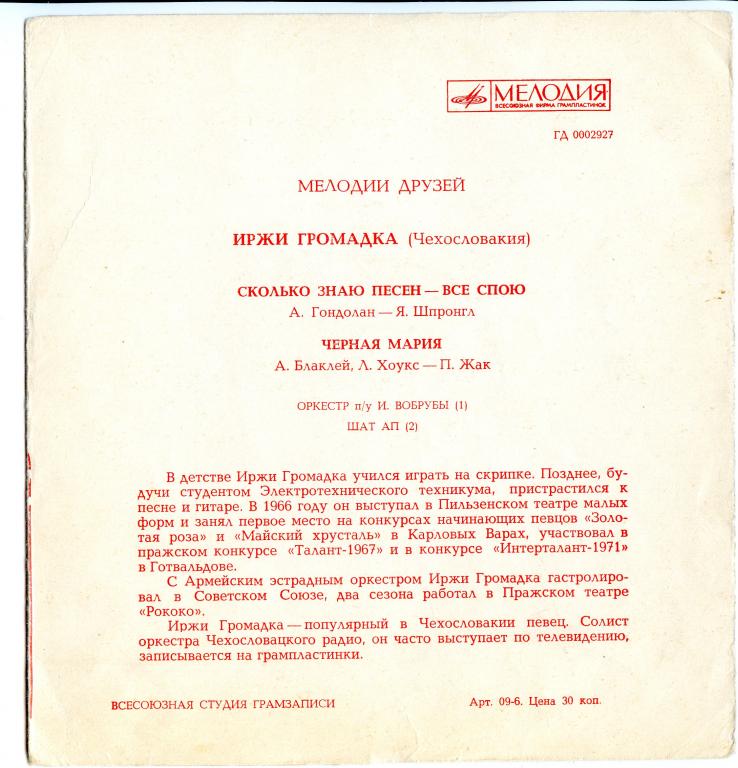 МЕЛОДИЯ
ВСЕСОЮЗНАЯ ФИРМА ГРАМПЛАСТИНОК
ГД 0002927
МЕЛОДИИ ДРУЗЕЙ
ИРЖИ ГРОМАДКА (Чехословакия)
СКОЛЬКО ЗНАЮ ПЕСЕН — ВСЕ СПОЮ
А. Гондолан — Я. Шпронгл
ЧЕРНАЯ МАРИЯ
А. Блаклей, Л. Хоукс — П. Жак
ОРКЕСТР п/у И. ВОБРУБЫ (1)
ШАТ АП (2)
В детстве Иржи Громадка учился играть на скрипке. Позднее, бу-
дучи студентом Электротехнического техникума, пристрастился к
песне и гитаре. В 1966 году он выступал в Пильзенском театре малых
форм и занял первое место на конкурсах начинающих певцов «Золо-
тая роза» и «Майский хрусталь» в Карловых Варах, участвовал в
пражском конкурсе «Талант-1967» и в конкурсе «Интерталант-1971»
в Готвальдове.
С Армейским эстрадным оркестром Иржи Громадка гастролиро-
вал в Советском Союзе, два сезона работал в Пражском театре
«Рококо».
Иржи Громадка — популярный в Чехословакии певец. Солист
оркестра Чехословацкого радио, он часто выступает по телевидению,
записывается на грампластинки.
ВСЕСОЮЗНАЯ СТУДИЯ ГРАМЗАПИСИ
Арт. 09-6. Цена 30 коп.